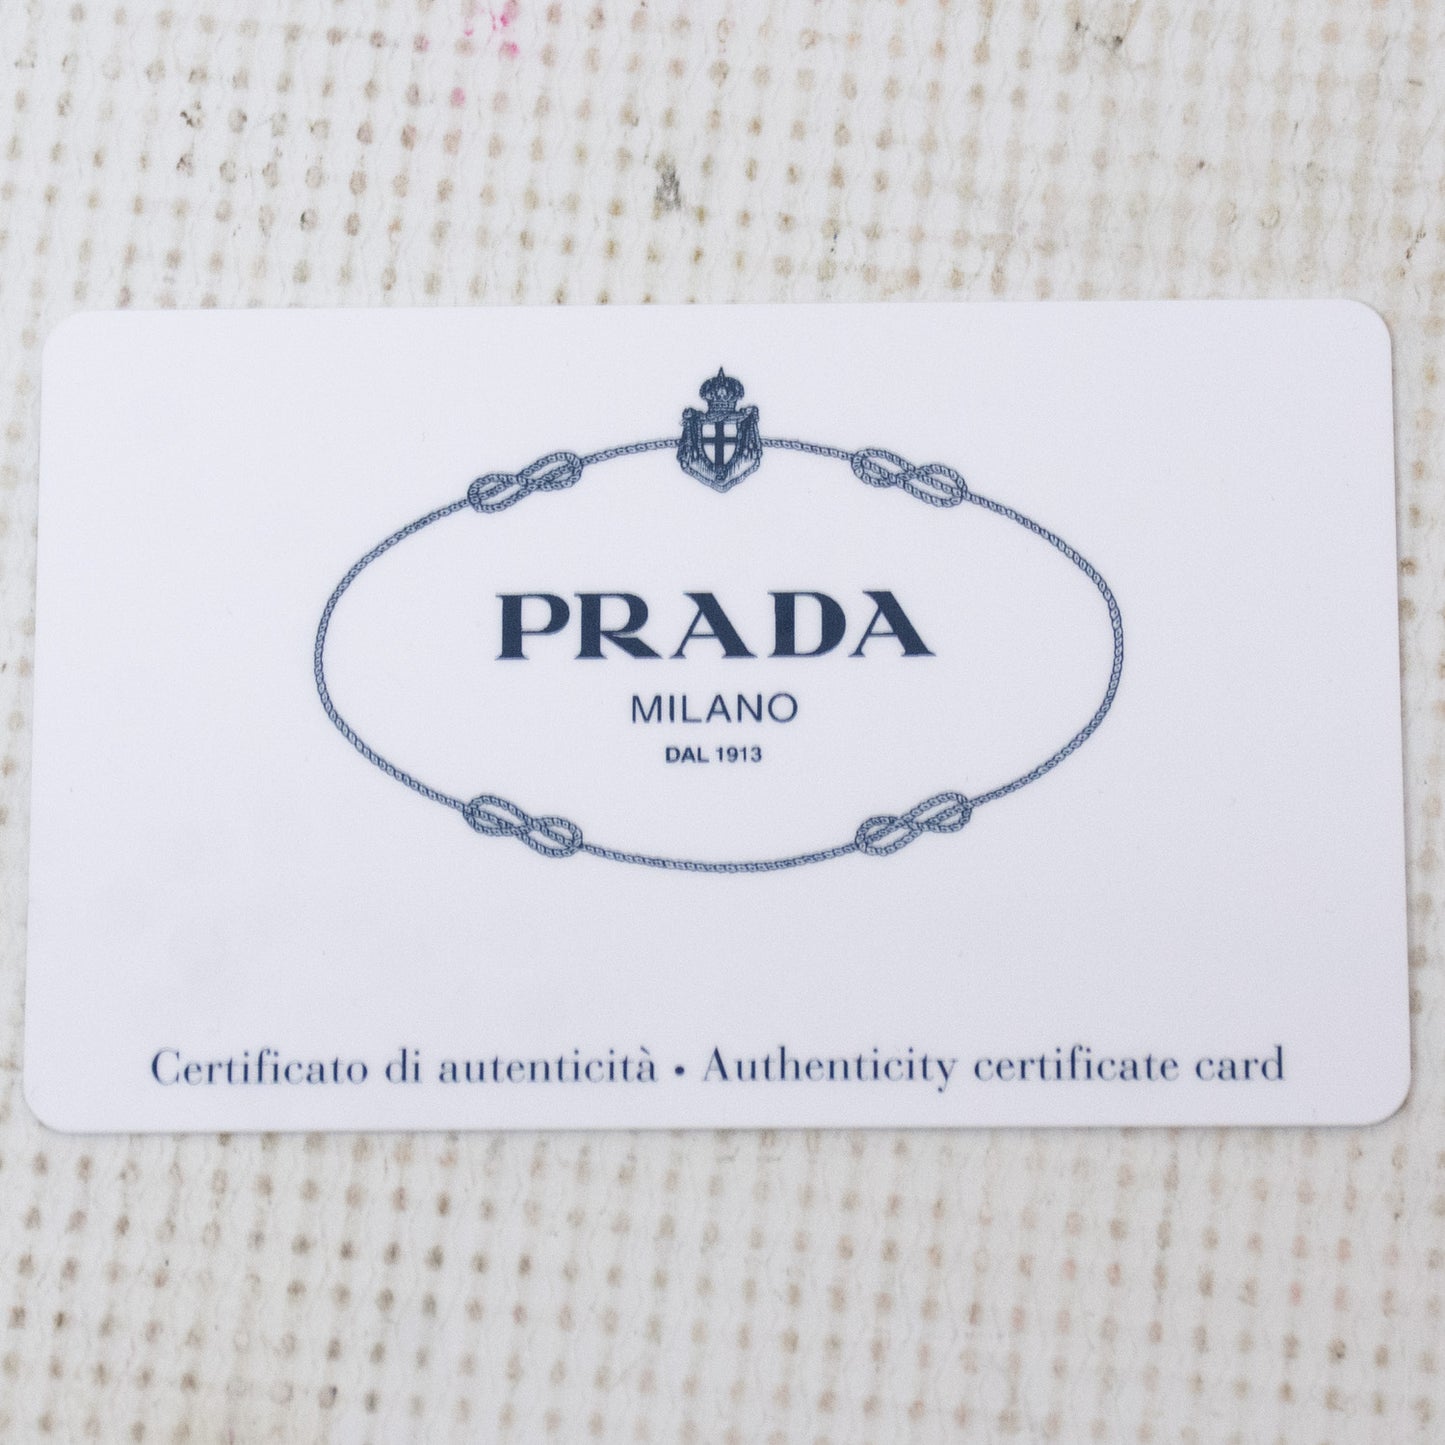 PRADA
MILANO
DAL 1913
Certificato di autenticità • Authenticity certificate card